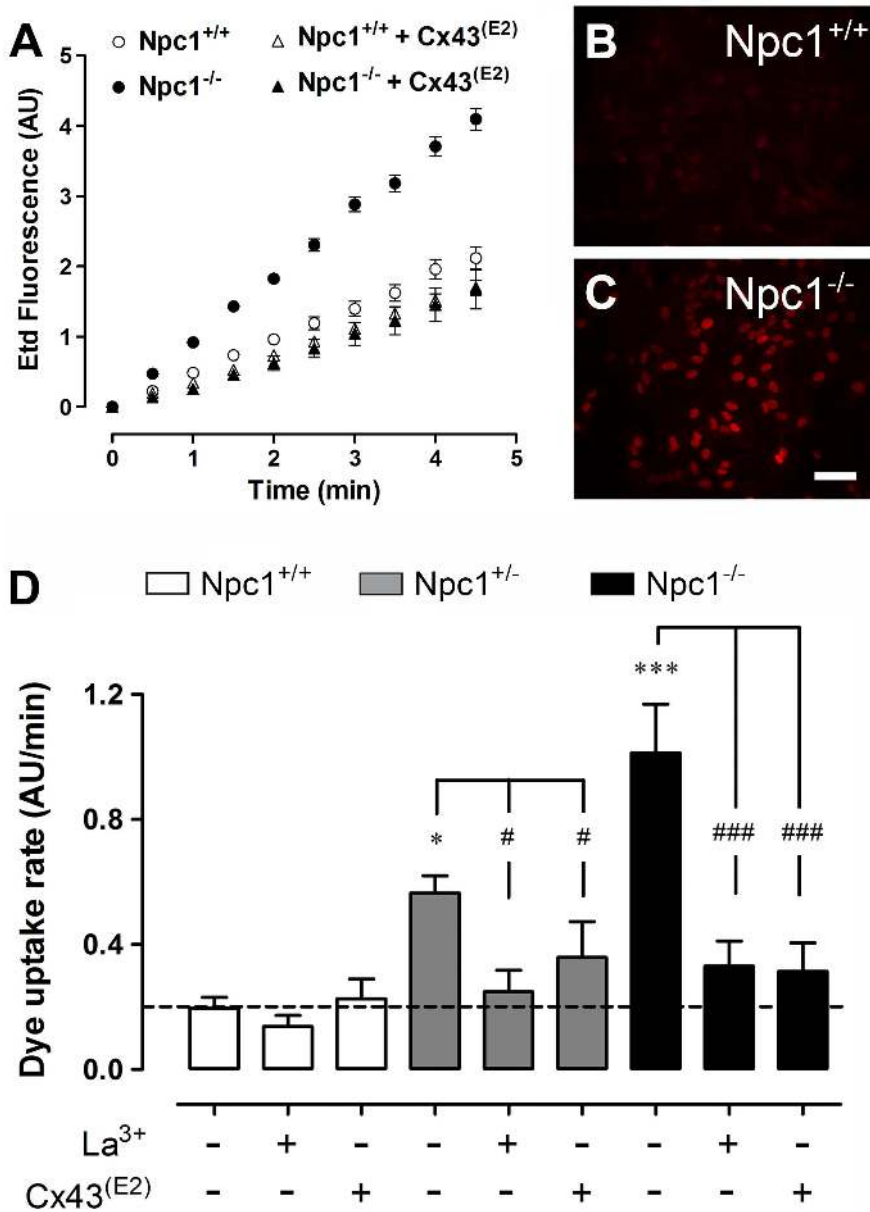 A
Npc1+/+
Npc1-/-
Npc1+/+ + Cx43(E2)
Npc1-/- + Cx43(E2)
Etd Fluorescence (AU)
5
4
3
2
1
0
0 1 2 3 4 5
Time (min)
B Npc1+/+
C Npc1-/-
D Npc1+/+ Npc1+/- Npc1-/-
Dye uptake rate (AU/min)
1.2
0.8
0.4
0.0
* # # *** ### ###
La3+ - + - - + - - + -
Cx43(E2) - - + - - + - - +